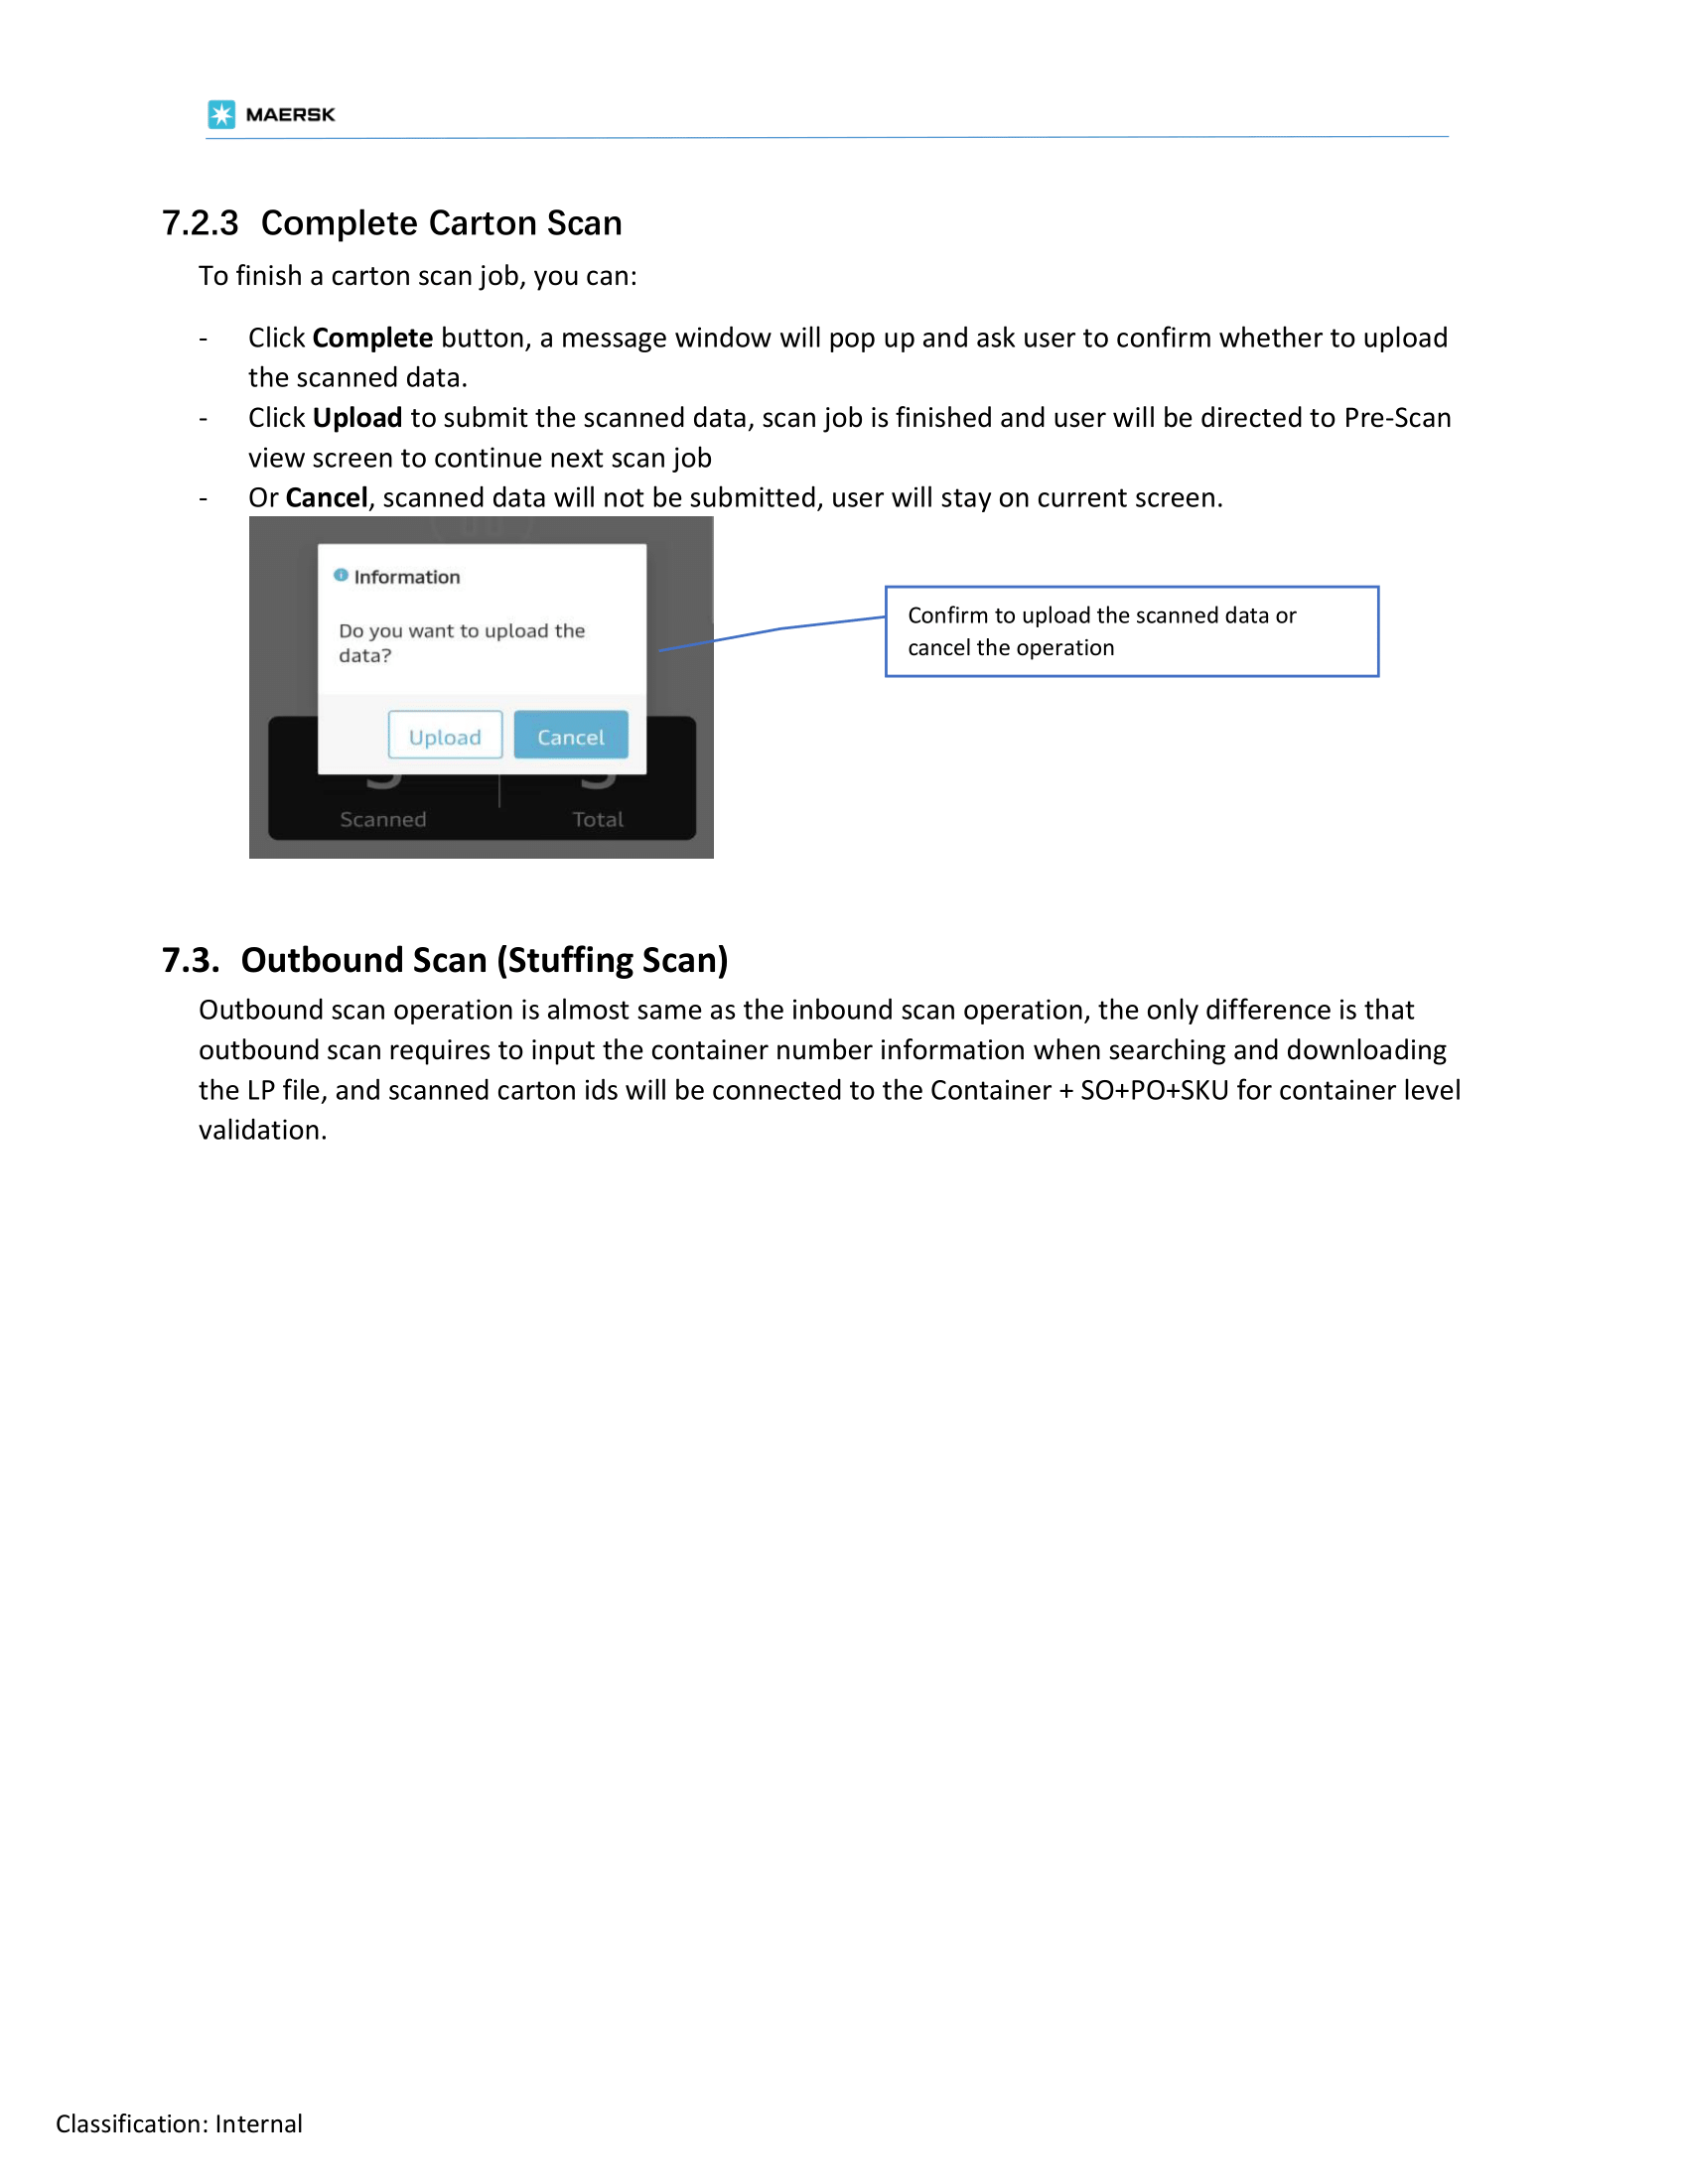 MAERSK
7.2.3 Complete Carton Scan
To finish a carton scan job, you can:
- Click Complete button, a message window will pop up and ask user to confirm whether to upload
the scanned data.
- Click Upload to submit the scanned data, scan job is finished and user will be directed to Pre-Scan
view screen to continue next scan job
- Or Cancel, scanned data will not be submitted, user will stay on current screen.
Information
Do you want to upload the
data?
Upload Cancel
Scanned Total
Confirm to upload the scanned data or
cancel the operation
7.3. Outbound Scan (Stuffing Scan)
Outbound scan operation is almost same as the inbound scan operation, the only difference is that
outbound scan requires to input the container number information when searching and downloading
the LP file, and scanned carton ids will be connected to the Container + SO+PO+SKU for container level
validation.
Classification: Internal